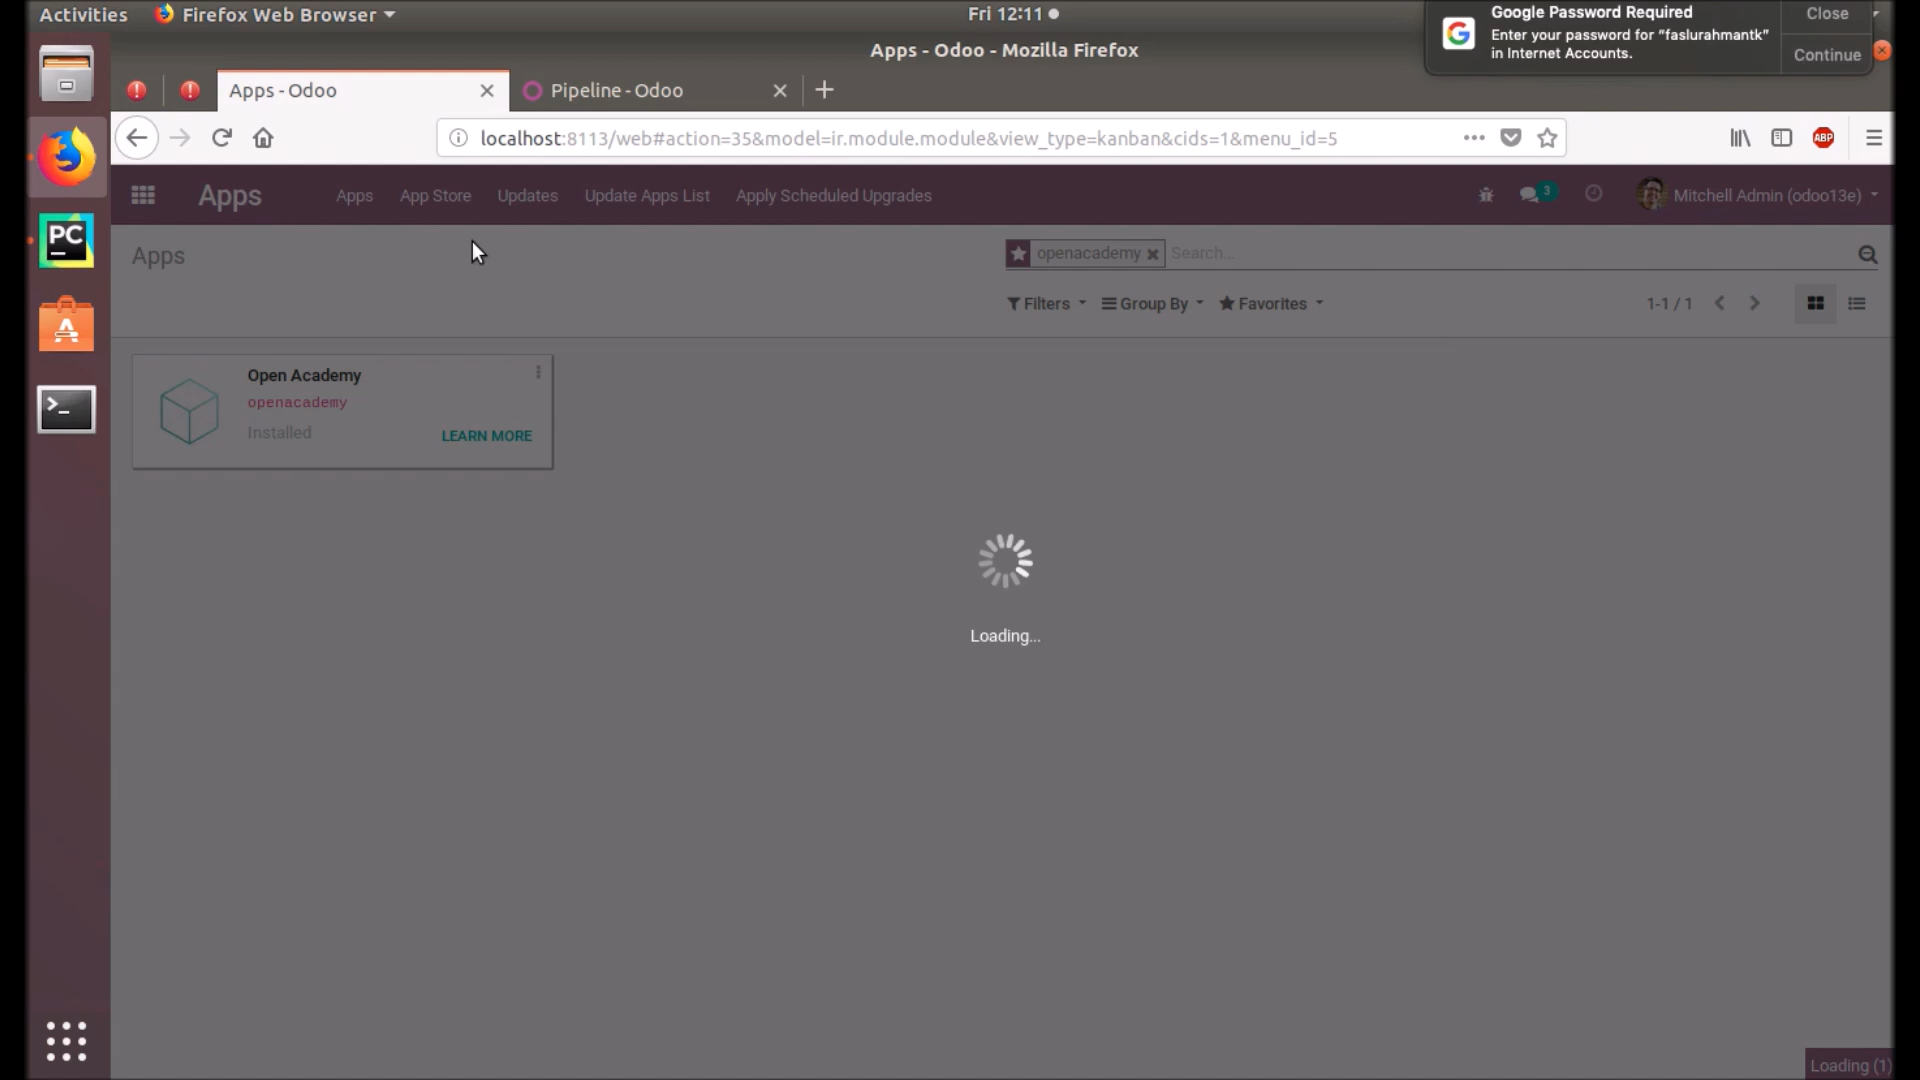 Activities
Firefox Web Browser
Fri 12:11
Google Password Required
Enter your password for “faslurahmantk”
in Internet Accounts.
Close
Continue
Apps - Odoo - Mozilla Firefox
Apps - Odoo
Pipeline - Odoo
localhost:8113/web#action=35&model=ir.module.module&view_type=kanban&cids=1&menu_id=5
ABP
Apps
Apps
App Store
Updates
Update Apps List
Apply Scheduled Upgrades
3
Mitchell Admin (odoo13e)
Apps
openacademy
Search...
Filters
Group By
Favorites
1-1 / 1
PC
Open Academy
openacademy
Installed
LEARN MORE
Loading...
Loading (1)